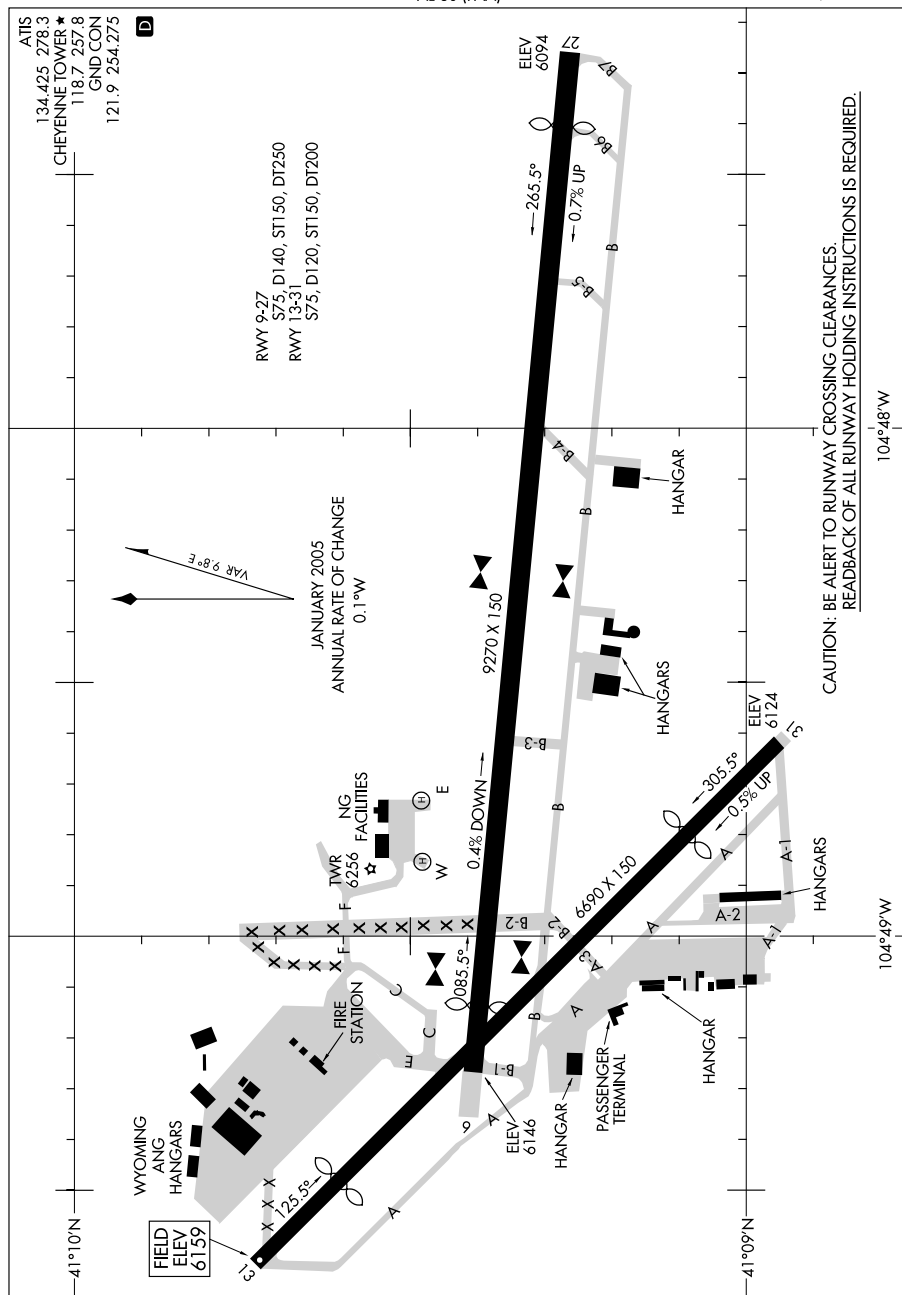 ATIS
134.425 278.3
CHEYENNE TOWER ★
118.7 257.8
GND CON
121.9 254.275
D
RWY 9-27
S75, D140, ST150, DT250
RWY 13-31
S75, D120, ST150, DT200
VAR 9.8°E
JANUARY 2005
ANNUAL RATE OF CHANGE
0.1°W
41°10'N
WYOMING
ANG
HANGARS
FIELD
ELEV
6159
13
125.5°
X X X
FIRE
STATION
X X X X
X X X X X X X X X
F
F
TWR
6256
NG
FACILITIES
H
H
W
E
C
C
E
A
A
9
085.5°
0.4% DOWN
9270 X 150
265.5°
0.7% UP
ELEV
6094
27
B7
B6
B
B-5
B-4
B
B-3
B
B-2
B-2
B
B-1
ELEV
6146
HANGAR
PASSENGER
TERMINAL
HANGAR
A
A-3
A
6690 X 150
A
305.5°
0.5% UP
ELEV
6124
31
A-2
A-1
A-1
HANGARS
HANGARS
HANGAR
41°09'N
104°49'W
104°48'W
CAUTION: BE ALERT TO RUNWAY CROSSING CLEARANCES.
READBACK OF ALL RUNWAY HOLDING INSTRUCTIONS IS REQUIRED.